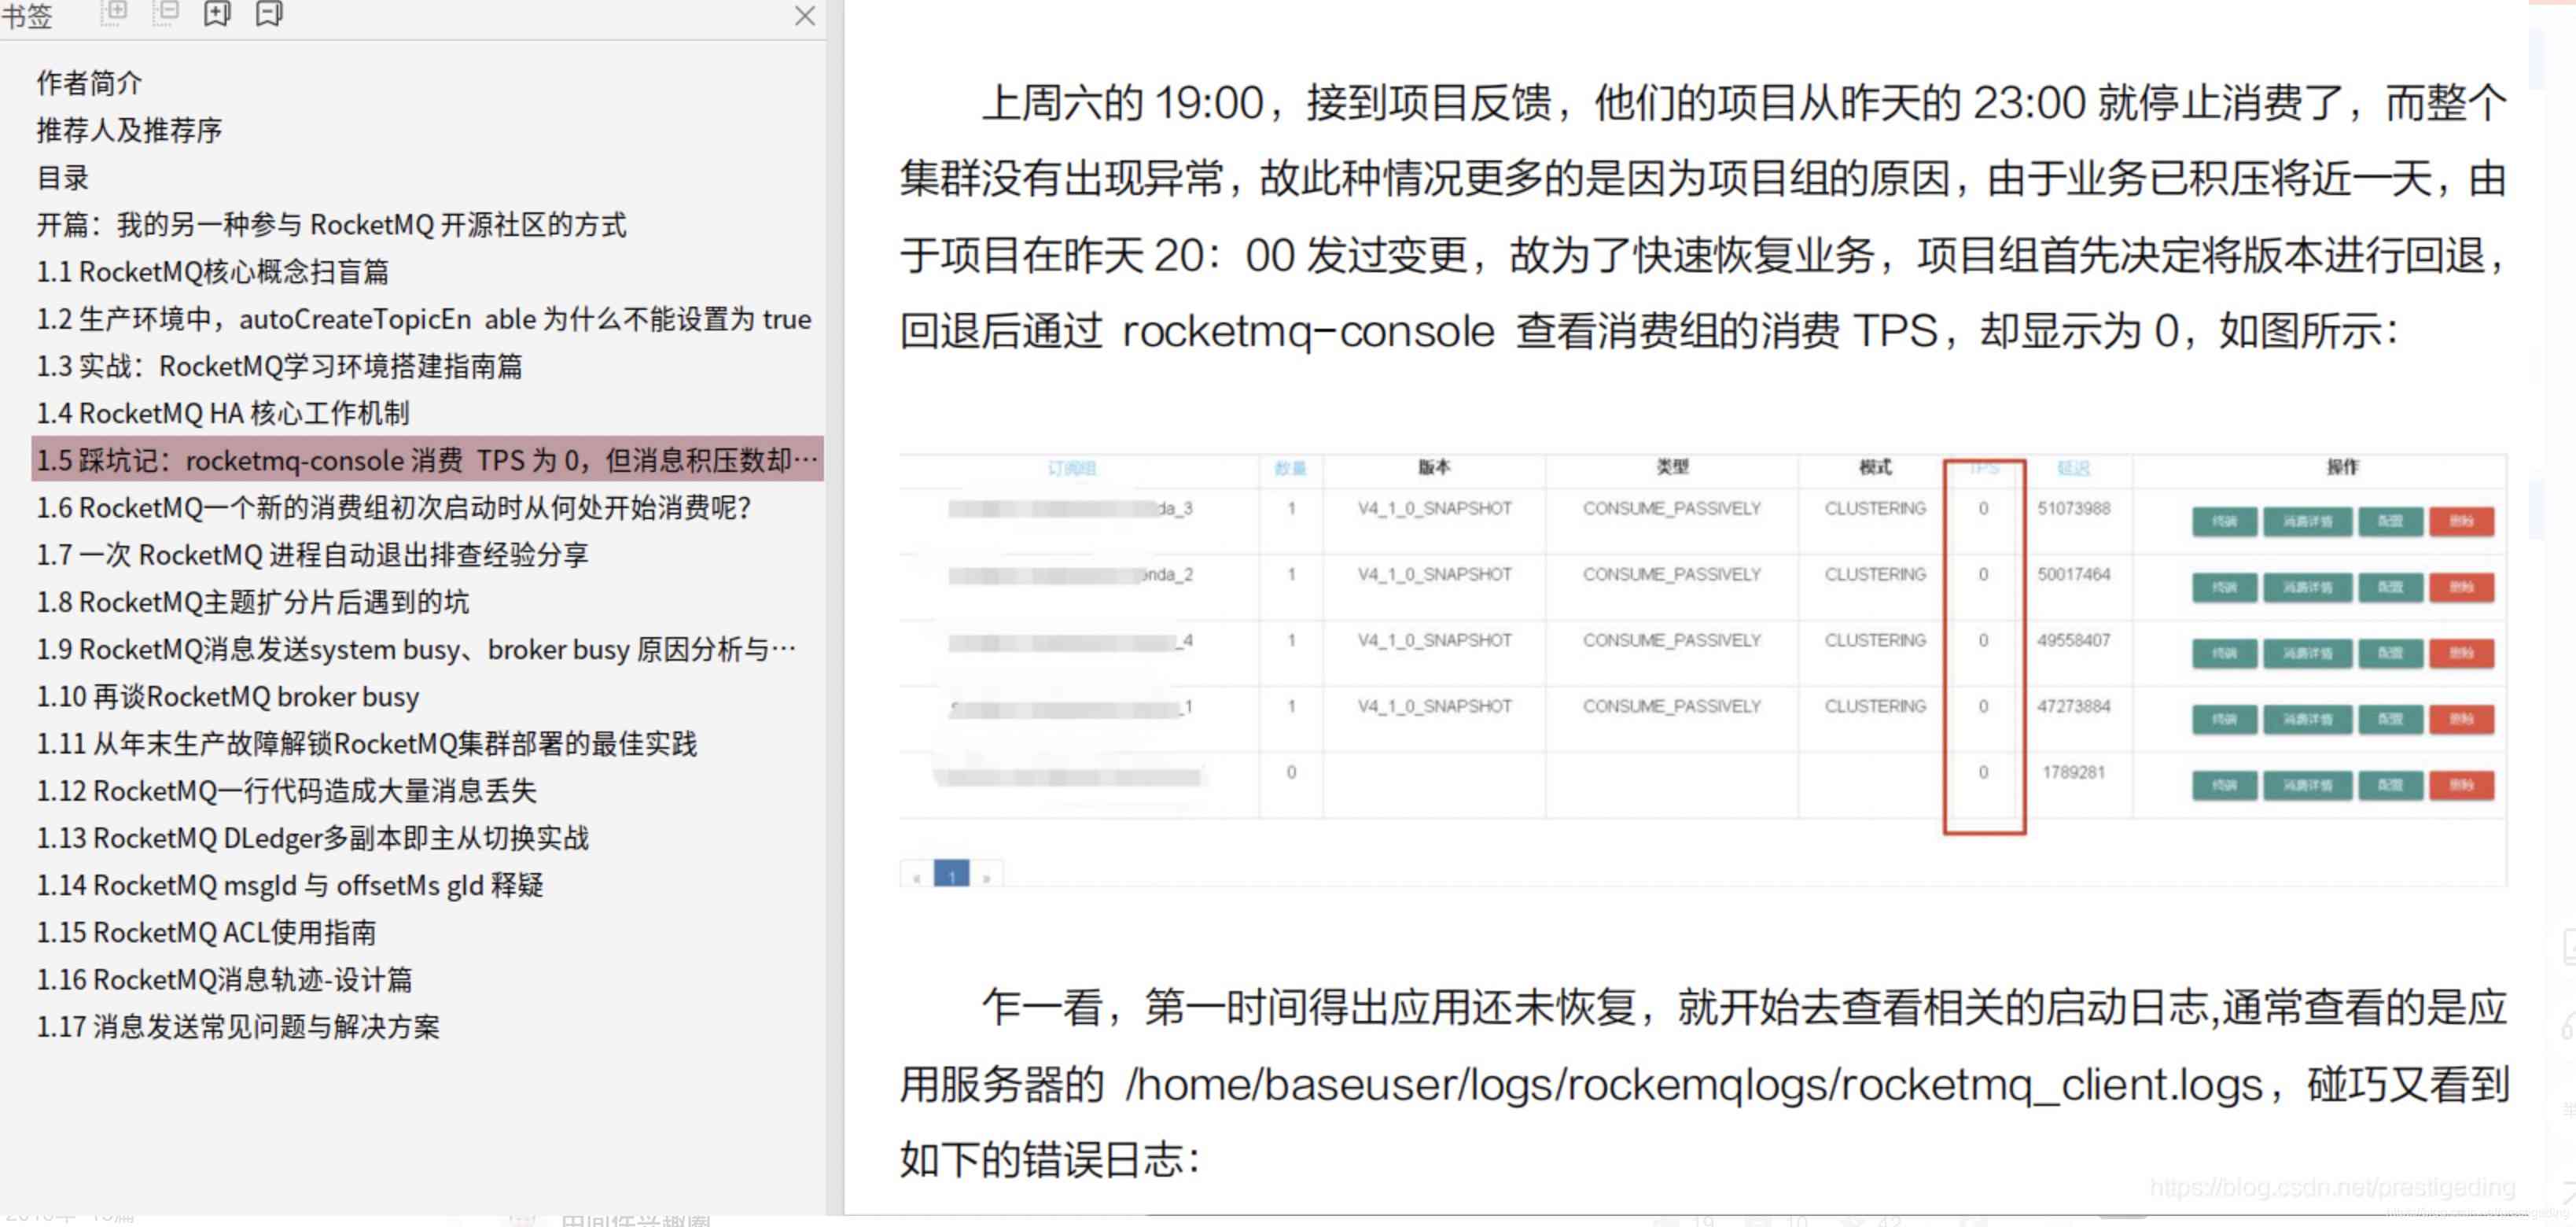 书签
作者简介
推荐人及推荐序
目录
开篇：我的另一种参与 RocketMQ 开源社区的方式
1.1 RocketMQ核心概念扫盲篇
1.2 生产环境中，autoCreateTopicEn able 为什么不能设置为 true
1.3 实战：RocketMQ学习环境搭建指南篇
1.4 RocketMQ HA 核心工作机制
1.5 踩坑记：rocketmq-console 消费 TPS 为 0，但消息积压数却…
1.6 RocketMQ一个新的消费组初次启动时从何处开始消费呢？
1.7 一次 RocketMQ 进程自动退出排查经验分享
1.8 RocketMQ主题扩分片后遇到的坑
1.9 RocketMQ消息发送system busy、broker busy 原因分析与…
1.10 再谈RocketMQ broker busy
1.11 从年末生产故障解锁RocketMQ集群部署的最佳实践
1.12 RocketMQ一行代码造成大量消息丢失
1.13 RocketMQ DLedger多副本即主从切换实战
1.14 RocketMQ msgId 与 offsetMs gId 释疑
1.15 RocketMQ ACL使用指南
1.16 RocketMQ消息轨迹-设计篇
1.17 消息发送常见问题与解决方案
上周六的 19:00，接到项目反馈，他们的项目从昨天的 23:00 就停止消费了，而整个
集群没有出现异常，故此种情况更多的是因为项目组的原因，由于业务已积压将近一天，由
于项目在昨天 20：00 发过变更，故为了快速恢复业务，项目组首先决定将版本进行回退，
回退后通过 rocketmq-console 查看消费组的消费 TPS，却显示为 0，如图所示：
订阅组 数量 版本 类型 模式 TPS 延迟 操作
da_3 1 V4_1_0_SNAPSHOT CONSUME_PASSIVELY CLUSTERING 0 51073988 终端 消费详情 配置 删除
onda_2 1 V4_1_0_SNAPSHOT CONSUME_PASSIVELY CLUSTERING 0 50017464 终端 消费详情 配置 删除
_4 1 V4_1_0_SNAPSHOT CONSUME_PASSIVELY CLUSTERING 0 49558407 终端 消费详情 配置 删除
_1 1 V4_1_0_SNAPSHOT CONSUME_PASSIVELY CLUSTERING 0 47273884 终端 消费详情 配置 删除
0 0 1789281 终端 消费详情 配置 删除
« 1 »
乍一看，第一时间得出应用还未恢复，就开始去查看相关的启动日志,通常查看的是应
用服务器的 /home/baseuser/logs/rockemqlogs/rocketmq_client.logs，碰巧又看到
如下的错误日志：
https://blog.csdn.net/prestigeding